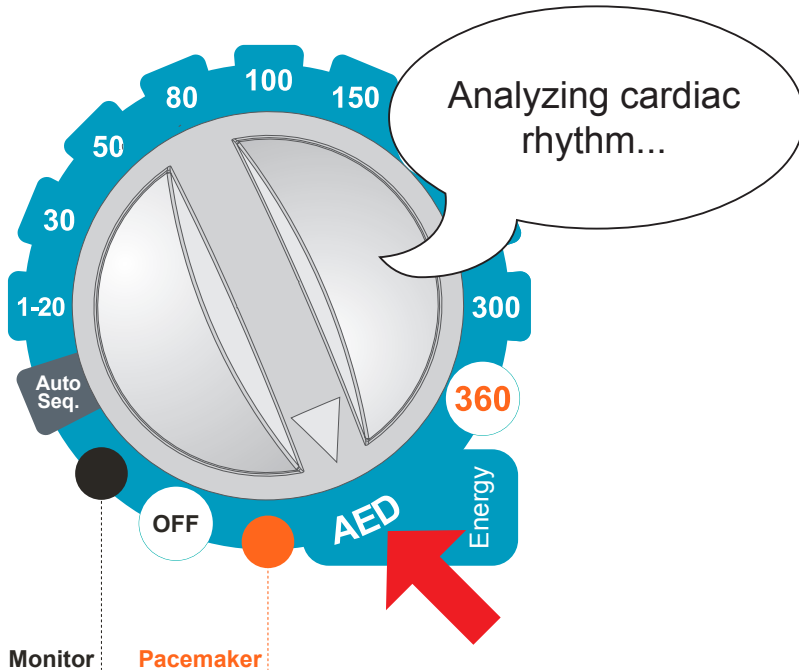 100
80
150
Analyzing cardiac
rhythm...
50
30
1-20
300
Auto
Seq.
360
OFF
AED
Energy
Monitor
Pacemaker